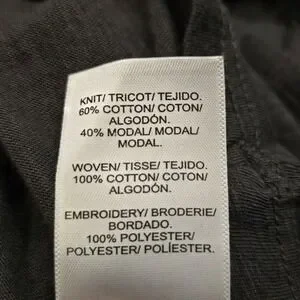 KNIT/ TRICOT/ TEJIDO.
60% COTTON/ COTON/
ALGODÓN.
40% MODAL/ MODAL/
MODAL.
WOVEN/ TISSE/ TEJIDO.
100% COTTON/ COTON/
ALGODÓN.
EMBROIDERY/ BRODERIE/
BORDADO.
100% POLYESTER/
POLYESTER/ POLÍESTER.